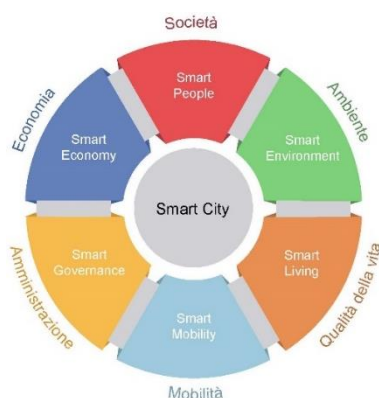 Società
Smart
People
Economia
Smart
Economy
Ambiente
Smart
Environment
Smart City
Amministrazione
Smart
Governance
Smart
Living
Qualità della vita
Smart
Mobility
Mobilità